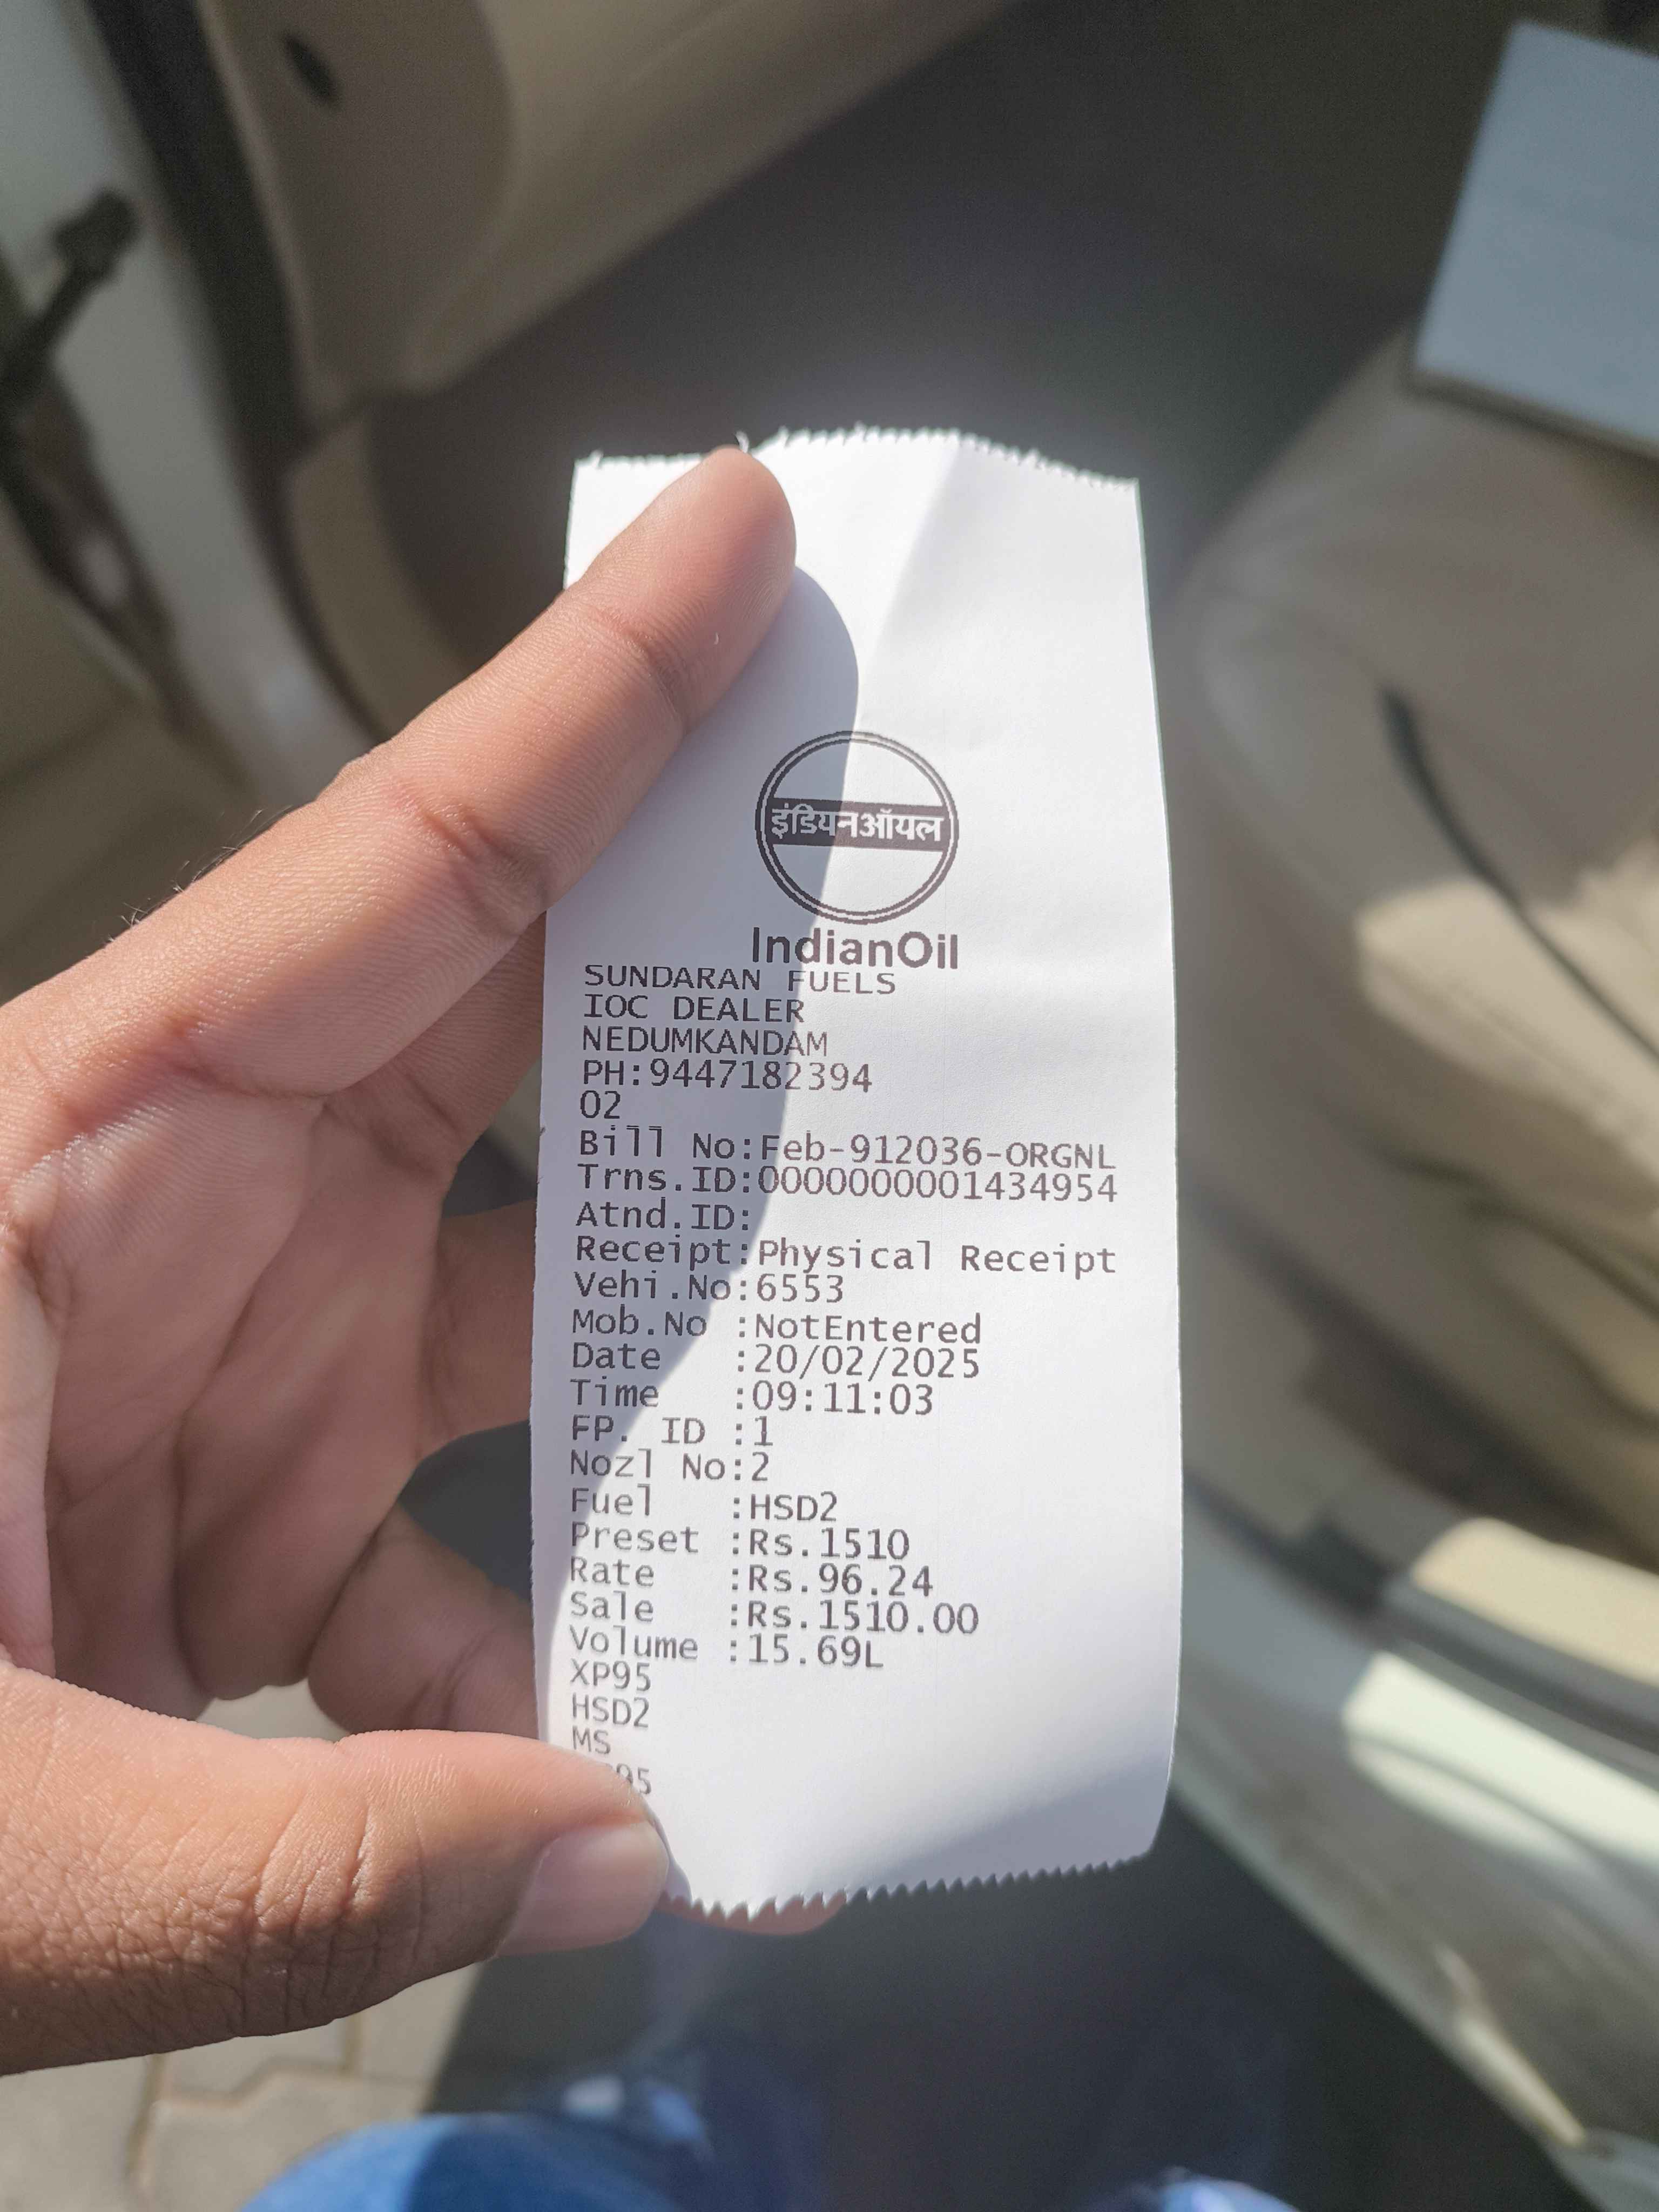 इंडियनऑयल
IndianOil
SUNDARAN FUELS
IOC DEALER
NEDUMKANDAM
PH:9447182394
02
Bill No:Feb-912036-ORGNL
Trns.ID:0000000001434954
Atnd.ID:
Receipt:Physical Receipt
Vehi.No:6553
Mob.No :NotEntered
Date :20/02/2025
Time :09:11:03
FP. ID :1
Nozl No:2
Fuel :HSD2
Preset :Rs.1510
Rate :Rs.96.24
Sale :Rs.1510.00
Volume :15.69L
XP95
HSD2
MS